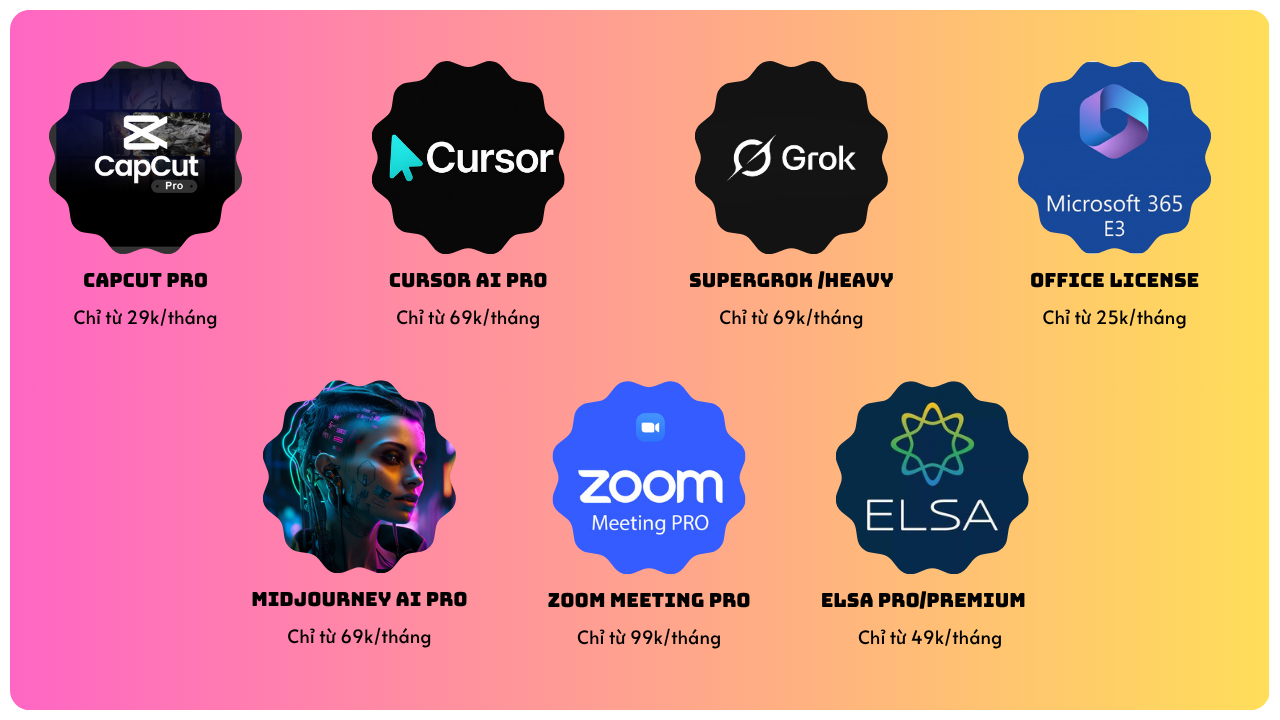 CapCut
Pro
Cursor
Grok
Microsoft 365
E3
CAPCUT PRO
CURSOR AI PRO
SUPERGROK /HEAVY
OFFICE LICENSE
Chỉ từ 29k/tháng
Chỉ từ 69k/tháng
Chỉ từ 69k/tháng
Chỉ từ 25k/tháng
zoom
Meeting PRO
ELSA
MIDJOURNEY AI PRO
ZOOM MEETING PRO
ELSA PRO/PREMIUM
Chỉ từ 69k/tháng
Chỉ từ 99k/tháng
Chỉ từ 49k/tháng